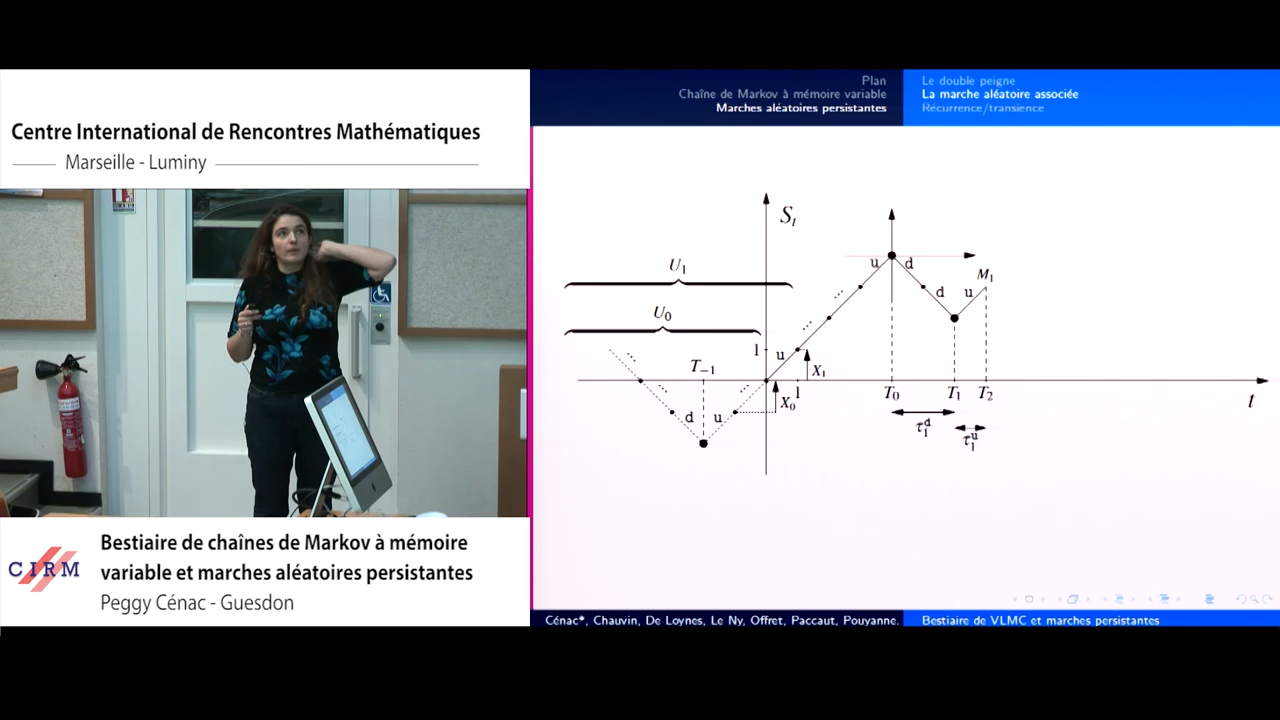 Centre International de Rencontres Mathématiques
Marseille - Luminy
CIRM
Bestiaire de chaînes de Markov à mémoire
variable et marches aléatoires persistantes
Peggy Cénac - Guesdon
Plan
Chaîne de Markov à mémoire variable
Marches aléatoires persistantes
Le double peigne
La marche aléatoire associée
Récurrence/transience
S_t
U_1
U_0
u d
d u M_1
1 u
T_{-1}
X_1
X_0
1
d u
T_0 T_1 T_2
t
τ_1^d τ_1^u
Cénac*, Chauvin, De Loynes, Le Ny, Offret, Paccaut, Pouyanne.
Bestiaire de VLMC et marches persistantes